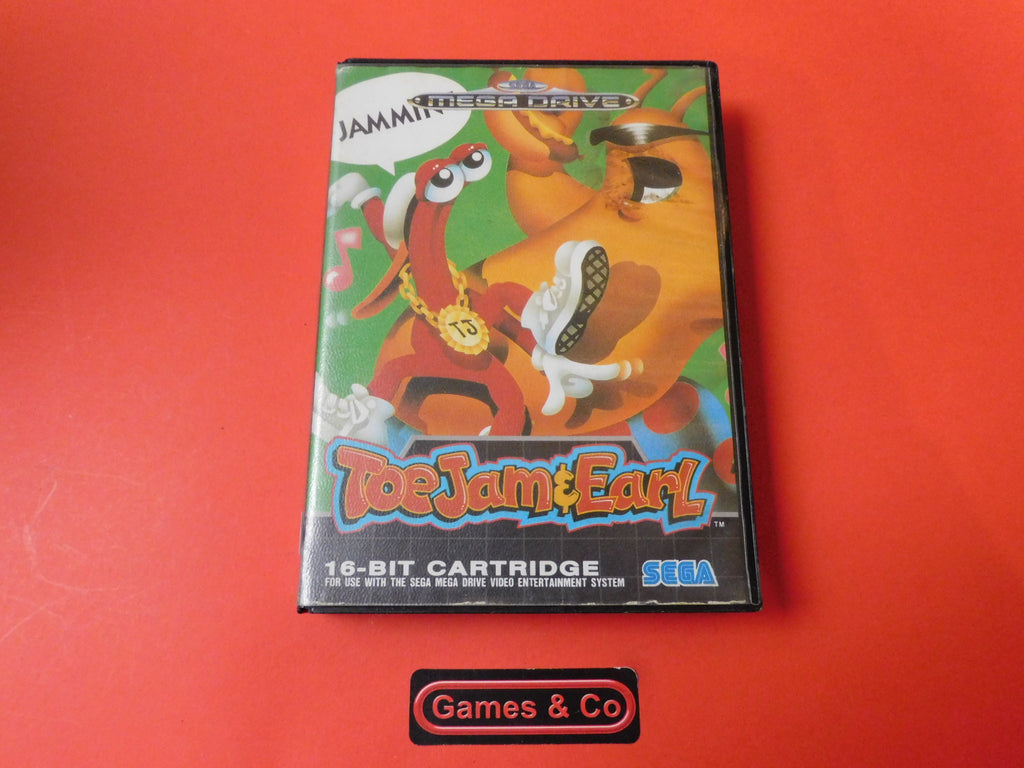 SEGA
MEGA DRIVE
JAMMIN'
TJ
ToeJam & Earl
TM
16-BIT CARTRIDGE
FOR USE WITH THE SEGA MEGA DRIVE VIDEO ENTERTAINMENT SYSTEM
SEGA
Games & Co